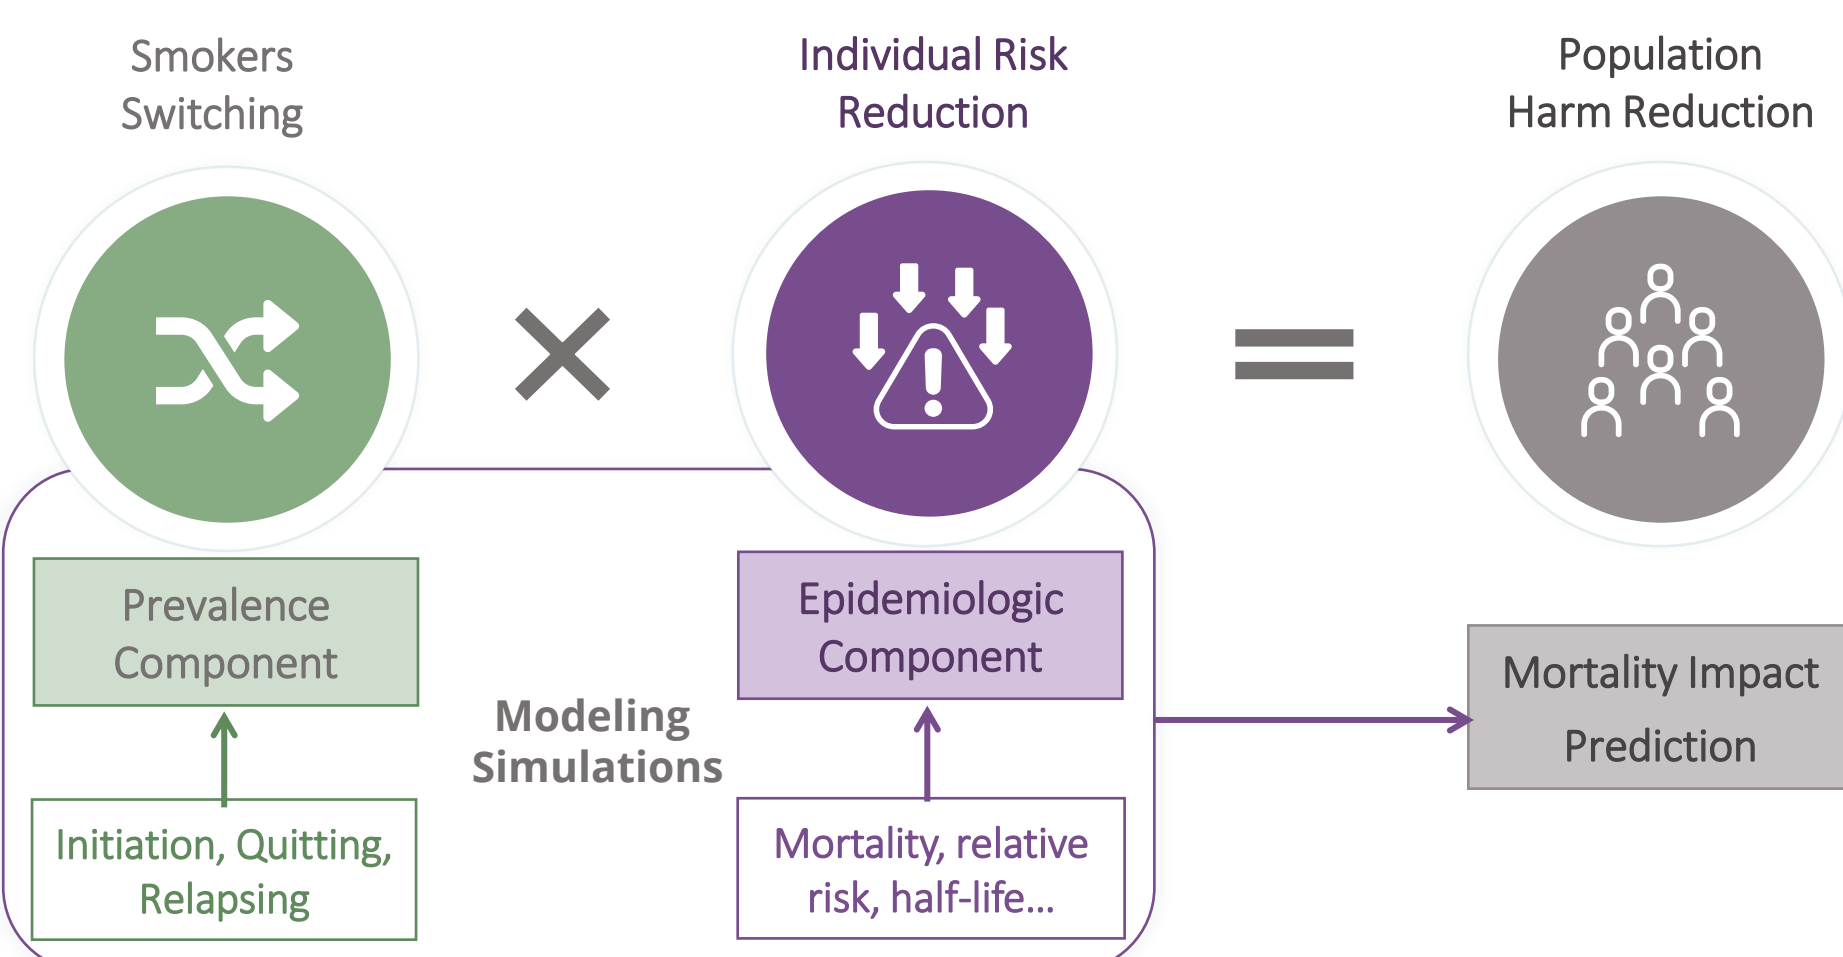 Smokers
Switching
Individual Risk
Reduction
Population
Harm Reduction
Prevalence
Component
Epidemiologic
Component
Modeling
Simulations
Mortality Impact
Prediction
Initiation, Quitting,
Relapsing
Mortality, relative
risk, half-life...